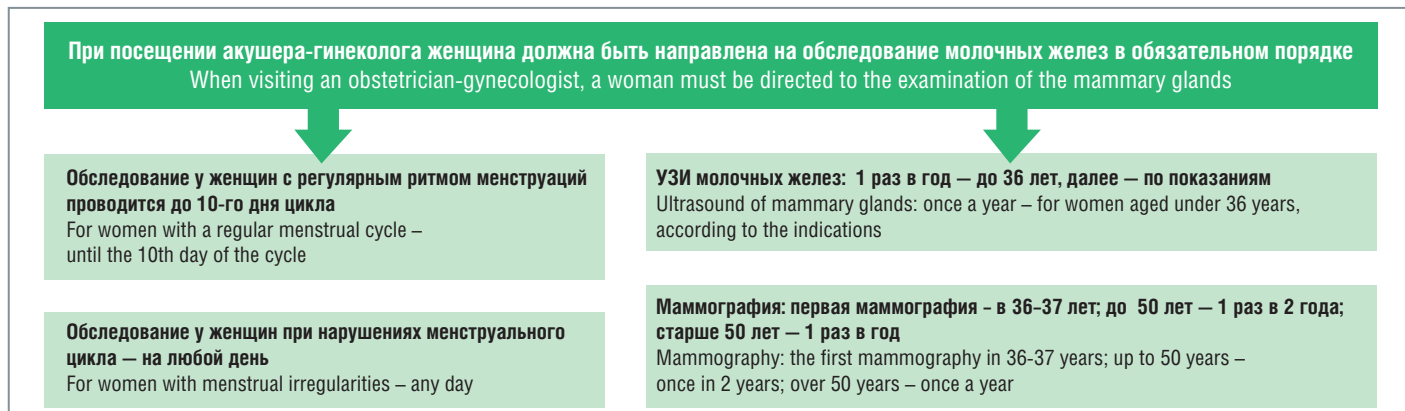 При посещении акушера-гинеколога женщина должна быть направлена на обследование молочных желез в обязательном порядке
When visiting an obstetrician-gynecologist, a woman must be directed to the examination of the mammary glands
Обследование у женщин с регулярным ритмом менструаций
проводится до 10-го дня цикла
For women with a regular menstrual cycle –
until the 10th day of the cycle
Обследование у женщин при нарушениях менструального
цикла — на любой день
For women with menstrual irregularities – any day
УЗИ молочных желез: 1 раз в год — до 36 лет, далее — по показаниям
Ultrasound of mammary glands: once a year – for women aged under 36 years,
according to the indications
Маммография: первая маммография – в 36–37 лет; до 50 лет — 1 раз в 2 года;
старше 50 лет — 1 раз в год
Mammography: the first mammography in 36-37 years; up to 50 years –
once in 2 years; over 50 years – once a year